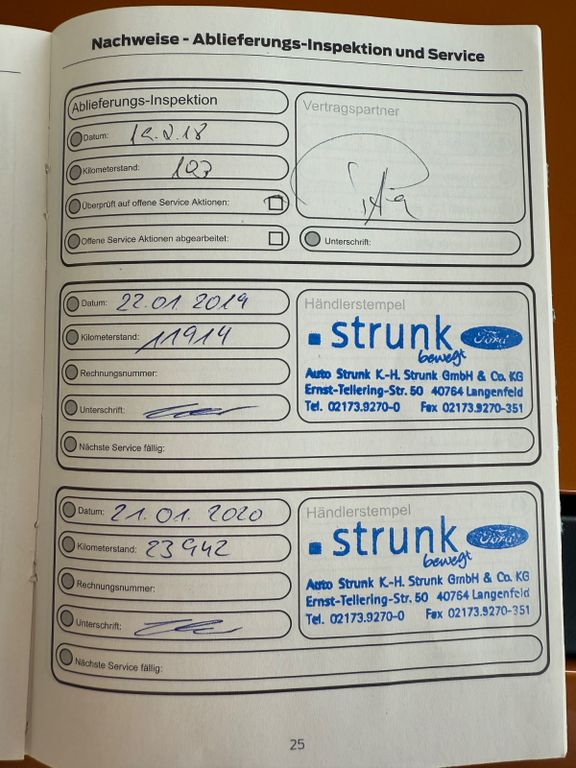 Nachweise - Ablieferungs-Inspektion und Service
Ablieferungs-Inspektion
Datum:
Kilometerstand: 103
Überprüft auf offene Service Aktionen:
Offene Service Aktionen abgearbeitet:
Vertragspartner
Unterschrift:
Datum: 22.01.2019
Kilometerstand: 11914
Rechnungsnummer:
Unterschrift:
Nächste Service fällig:
Händlerstempel
strunk Ford
bewegt
Auto Strunk K.-H. Strunk GmbH & Co. KG
Ernst-Tellering-Str. 50 40764 Langenfeld
Tel. 02173.9270-0 Fax 02173.9270-351
Datum: 21.01.2020
Kilometerstand: 23942
Rechnungsnummer:
Unterschrift:
Nächste Service fällig:
Händlerstempel
strunk Ford
bewegt
Auto Strunk K.-H. Strunk GmbH & Co. KG
Ernst-Tellering-Str. 50 40764 Langenfeld
Tel. 02173.9270-0 Fax 02173.9270-351
25